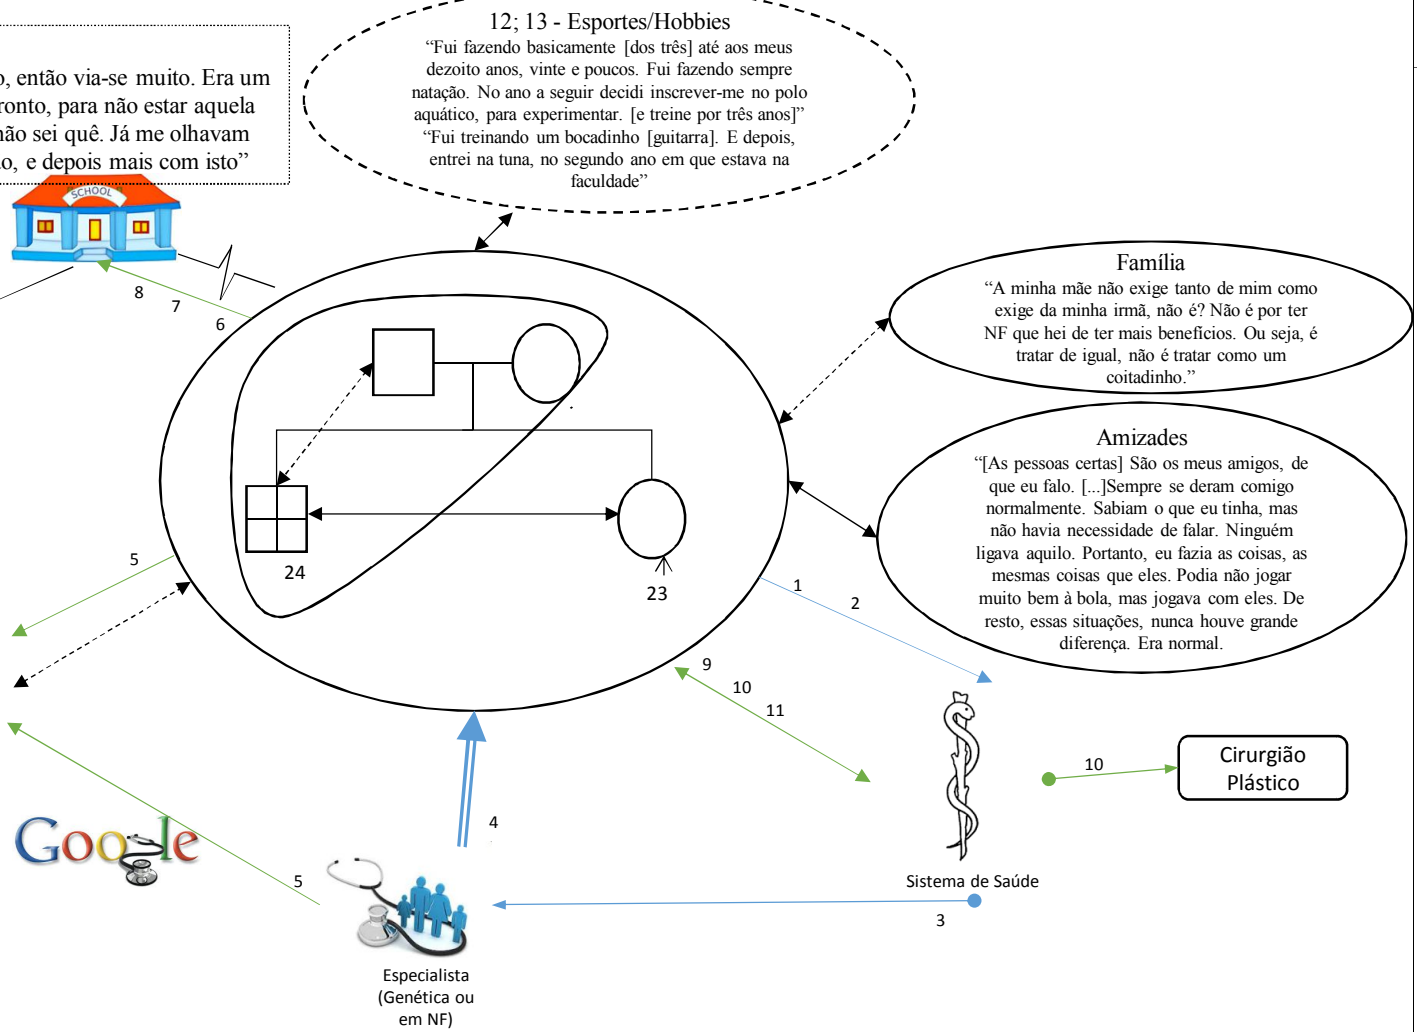 12; 13 - Esportes/Hobbies
“Fui fazendo basicamente [dos três] até aos meus
dezoito anos, vinte e poucos. Fui fazendo sempre
natação. No ano a seguir decidi inscrever-me no polo
aquático, para experimentar. [e treine por três anos]”
“Fui treinando um bocadinho [guitarra]. E depois,
entrei na tuna, no segundo ano em que estava na
faculdade”
o, então via-se muito. Era um
ronto, para não estar aquela
não sei quê. Já me olhavam
o, e depois mais com isto”
SCHOOL
8
7
6
Família
“A minha mãe não exige tanto de mim como
exige da minha irmã, não é? Não é por ter
NF que hei de ter mais benefícios. Ou seja, é
tratar de igual, não é tratar como um
coitadinho.”
Amizades
“[As pessoas certas] São os meus amigos, de
que eu falo. [...]Sempre se deram comigo
normalmente. Sabiam o que eu tinha, mas
não havia necessidade de falar. Ninguém
ligava aquilo. Portanto, eu fazia as coisas, as
mesmas coisas que eles. Podia não jogar
muito bem à bola, mas jogava com eles. De
resto, essas situações, nunca houve grande
diferença. Era normal.
5
24
23
1
2
9
10
11
10
Cirurgião
Plástico
4
Google
5
Sistema de Saúde
3
Especialista
(Genética ou
em NF)